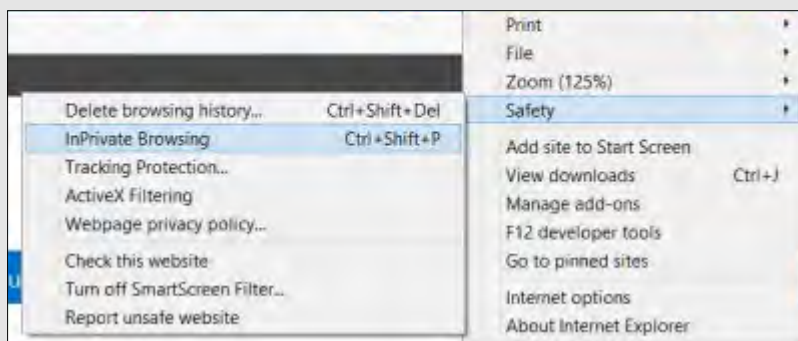 Print
File
Zoom (125%)
Safety
Add site to Start Screen
View downloads Ctrl+J
Manage add-ons
F12 developer tools
Go to pinned sites
Internet options
About Internet Explorer
Delete browsing history... Ctrl+Shift+Del
InPrivate Browsing Ctrl+Shift+P
Tracking Protection...
ActiveX Filtering
Webpage privacy policy...
Check this website
Turn off SmartScreen Filter...
Report unsafe website
u